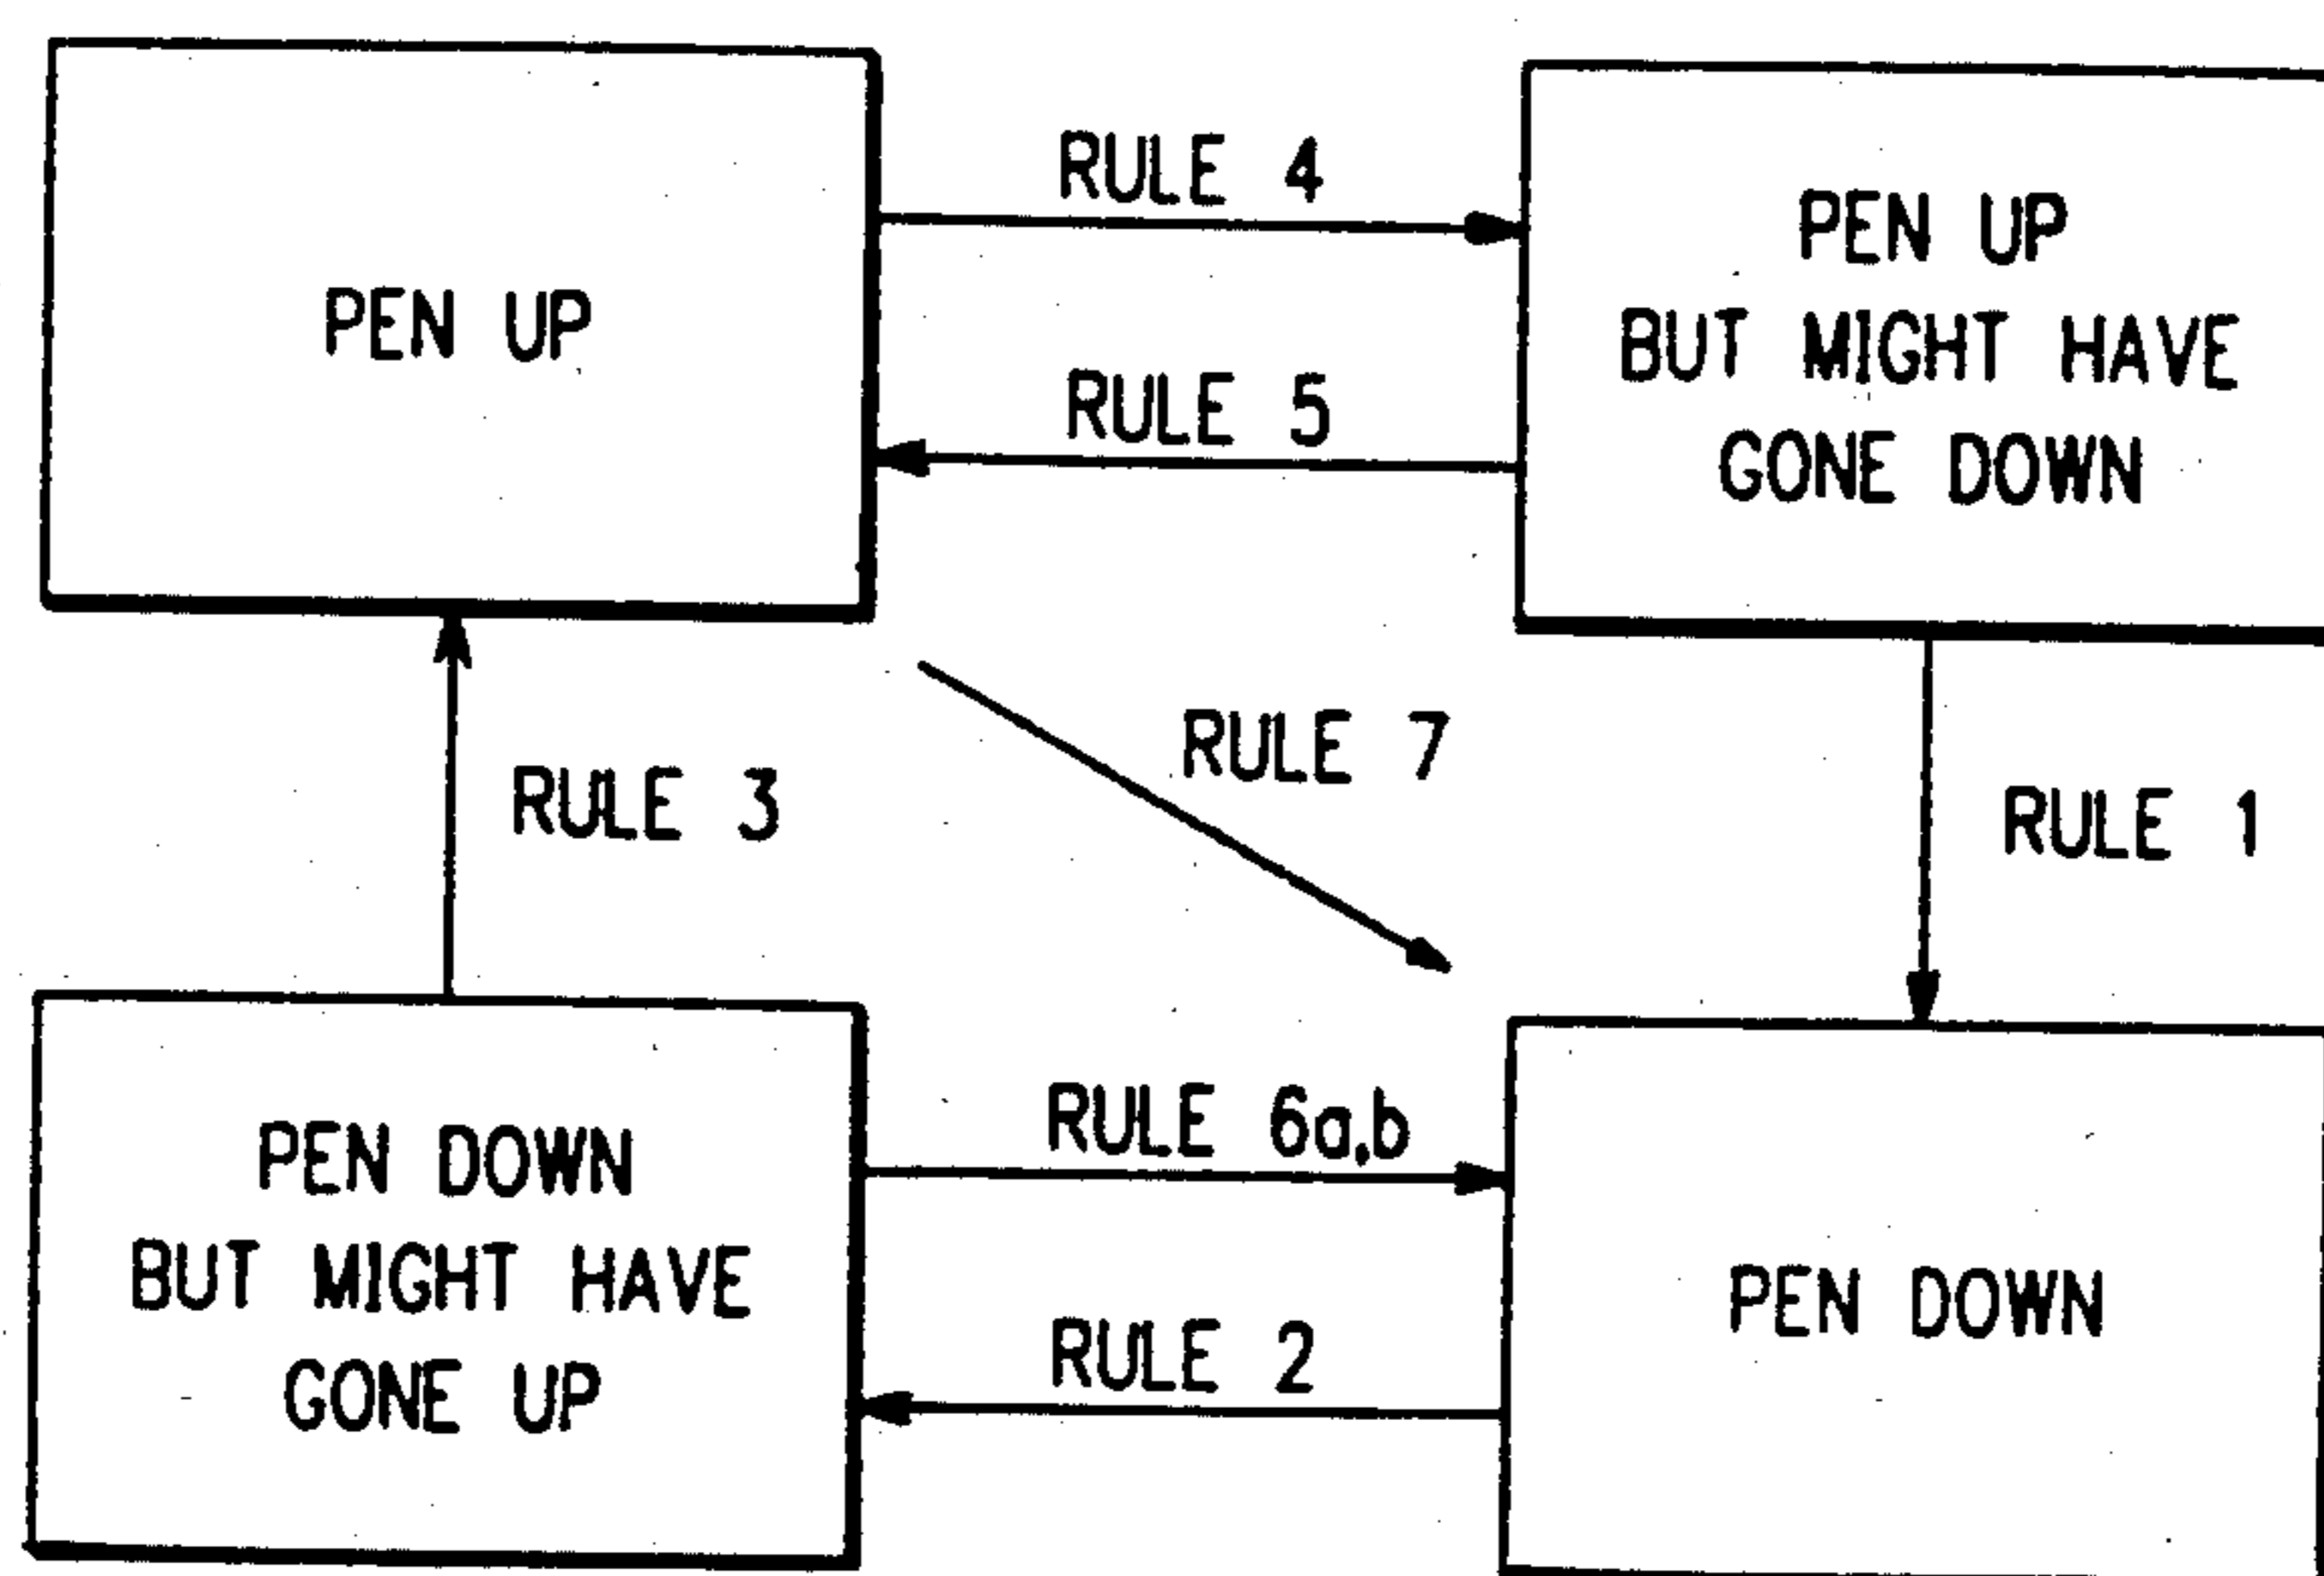 PEN UP
RULE 4
RULE 5
PEN UP
BUT MIGHT HAVE
GONE DOWN
RULE 3
RULE 7
RULE 1
PEN DOWN
BUT MIGHT HAVE
GONE UP
RULE 6a,b
RULE 2
PEN DOWN